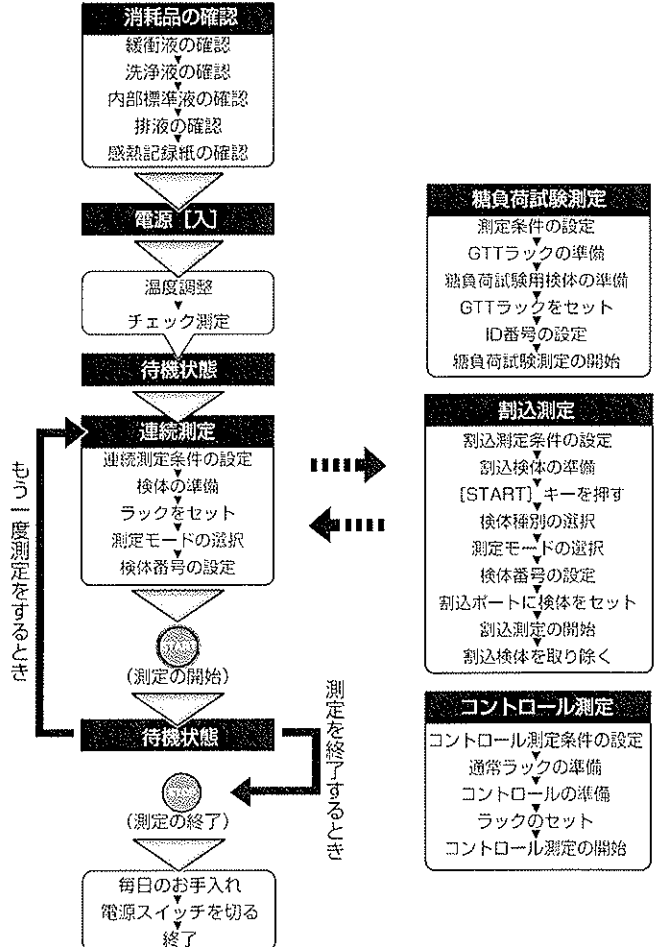 消耗品の確認
緩衝液の確認
洗浄液の確認
内部標準液の確認
排液の確認
感熱記録紙の確認
電源［入］
温度調整
チェック測定
待機状態
連続測定
連続測定条件の設定
検体の準備
ラックをセット
測定モードの選択
検体番号の設定
もう一度測定をするとき
(測定の開始)
待機状態
測定を終了するとき
(測定の終了)
毎日のお手入れ
電源スイッチを切る
終了
糖負荷試験測定
測定条件の設定
GTTラックの準備
糖負荷試験用検体の準備
GTTラックをセット
ID番号の設定
糖負荷試験測定の開始
割込測定
割込測定条件の設定
割込検体の準備
［START］キーを押す
検体種別の選択
測定モードの選択
検体番号の設定
割込ポートに検体をセット
割込測定の開始
割込検体を取り除く
コントロール測定
コントロール測定条件の設定
通常ラックの準備
コントロールの準備
ラックのセット
コントロール測定の開始